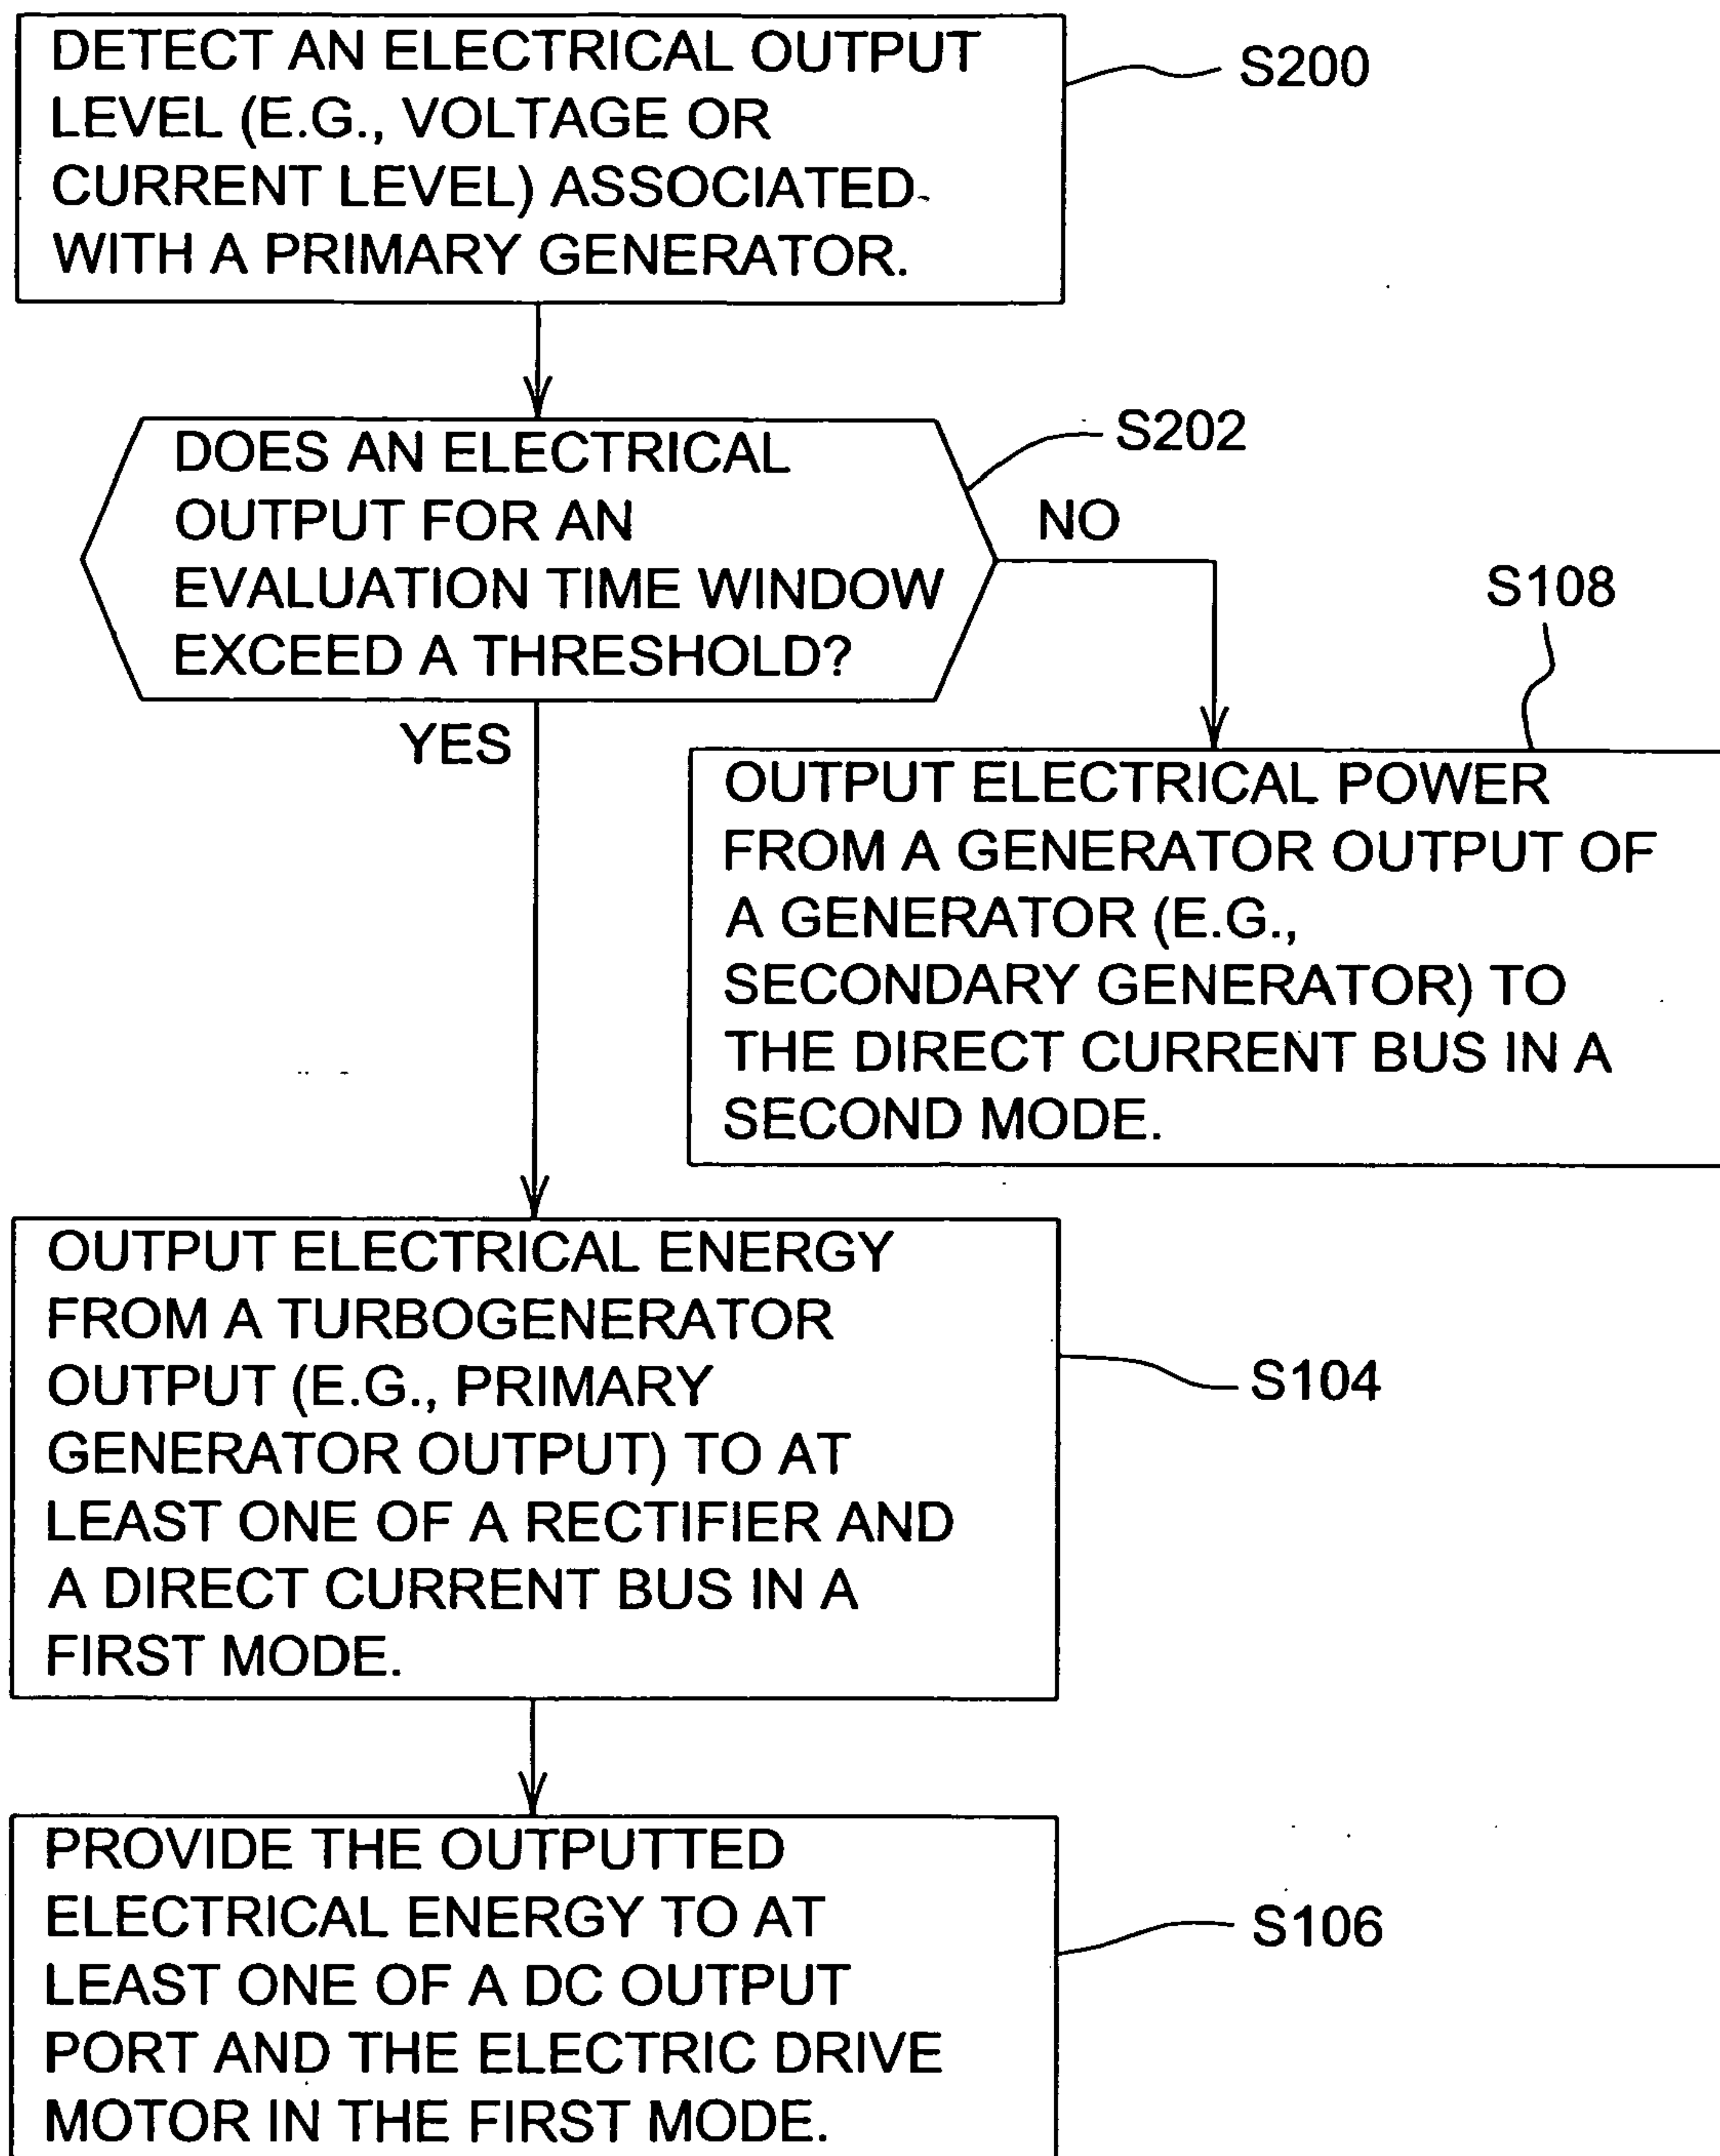 DETECT AN ELECTRICAL OUTPUT
LEVEL (E.G., VOLTAGE OR
CURRENT LEVEL) ASSOCIATED
WITH A PRIMARY GENERATOR.
S200
DOES AN ELECTRICAL
OUTPUT FOR AN
EVALUATION TIME WINDOW
EXCEED A THRESHOLD?
S202
NO
YES
S108
OUTPUT ELECTRICAL POWER
FROM A GENERATOR OUTPUT OF
A GENERATOR (E.G.,
SECONDARY GENERATOR) TO
THE DIRECT CURRENT BUS IN A
SECOND MODE.
OUTPUT ELECTRICAL ENERGY
FROM A TURBOGENERATOR
OUTPUT (E.G., PRIMARY
GENERATOR OUTPUT) TO AT
LEAST ONE OF A RECTIFIER AND
A DIRECT CURRENT BUS IN A
FIRST MODE.
S104
PROVIDE THE OUTPUTTED
ELECTRICAL ENERGY TO AT
LEAST ONE OF A DC OUTPUT
PORT AND THE ELECTRIC DRIVE
MOTOR IN THE FIRST MODE.
S106